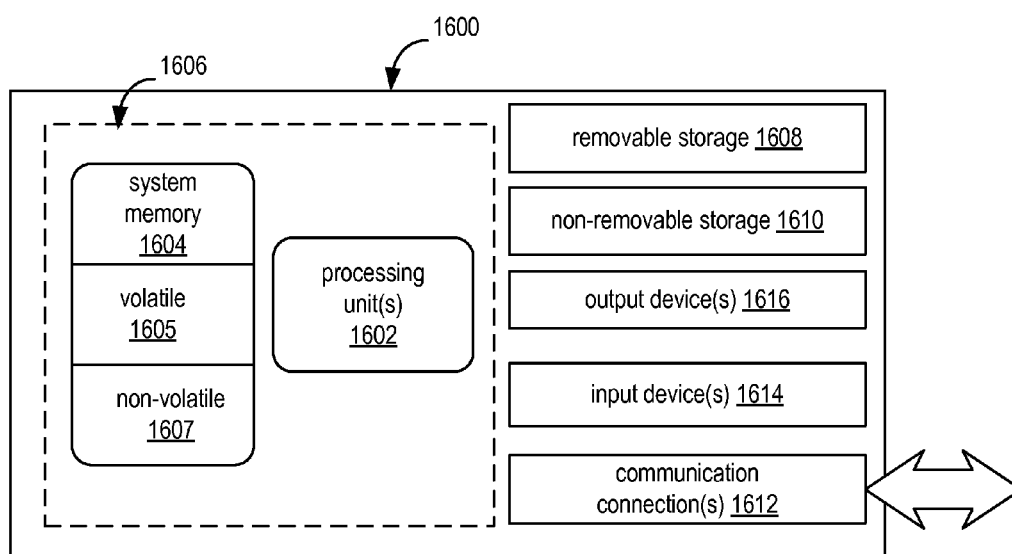 1600
1606
system
memory
1604
volatile
1605
non-volatile
1607
processing
unit(s)
1602
removable storage 1608
non-removable storage 1610
output device(s) 1616
input device(s) 1614
communication
connection(s) 1612